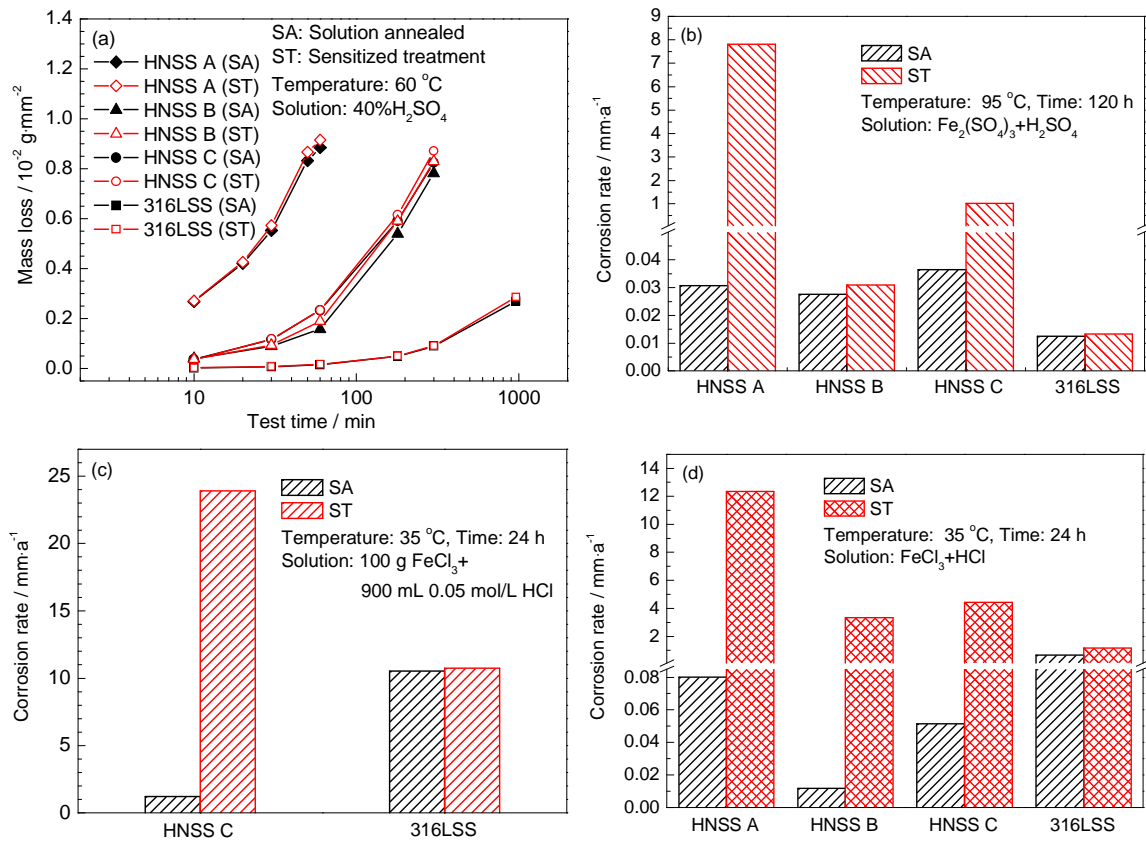 (a)
SA: Solution annealed
ST: Sensitized treatment
Temperature: 60 °C
Solution: 40%H₂SO₄
HNSS A (SA)
HNSS A (ST)
HNSS B (SA)
HNSS B (ST)
HNSS C (SA)
HNSS C (ST)
316LSS (SA)
316LSS (ST)
Mass loss / 10⁻² g·mm⁻²
1.4
1.2
1.0
0.8
0.6
0.4
0.2
0.0
10 100 1000
Test time / min
(b)
SA
ST
Temperature: 95 °C, Time: 120 h
Solution: Fe₂(SO₄)₃+H₂SO₄
Corrosion rate / mm·a⁻¹
9
8
7
6
5
4
3
2
1
0.04
0.03
0.02
0.01
0.00
HNSS A HNSS B HNSS C 316LSS
(c)
SA
ST
Temperature: 35 °C, Time: 24 h
Solution: 100 g FeCl₃+
900 mL 0.05 mol/L HCl
Corrosion rate / mm·a⁻¹
25
20
15
10
5
0
HNSS C 316LSS
(d)
SA
ST
Temperature: 35 °C, Time: 24 h
Solution: FeCl₃+HCl
Corrosion rate / mm·a⁻¹
14
12
10
8
6
4
2
0.08
0.06
0.04
0.02
0.00
HNSS A HNSS B HNSS C 316LSS